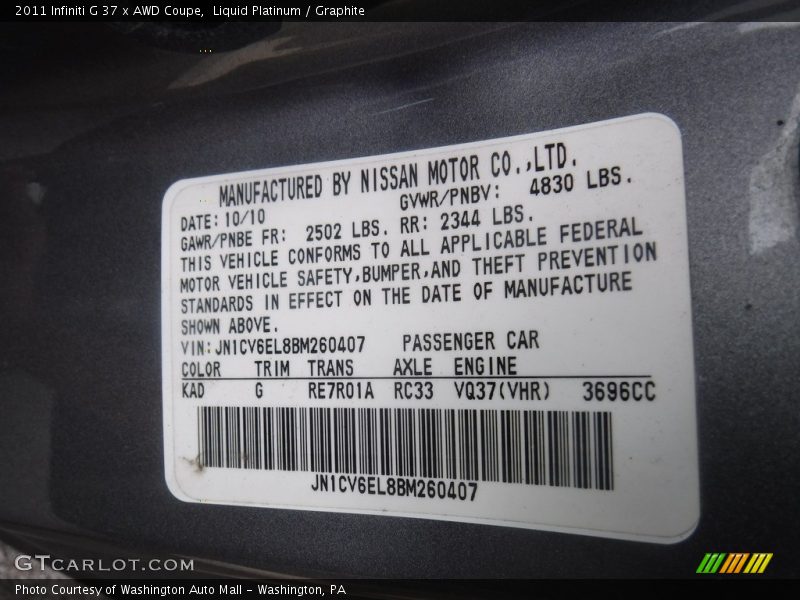 2011 Infiniti G 37 x AWD Coupe,  Liquid Platinum / Graphite
MANUFACTURED BY NISSAN MOTOR CO.,LTD.
DATE: 10/10 GVWR/PNBV: 4830 LBS.
GAWR/PNBE FR: 2502 LBS. RR: 2344 LBS.
THIS VEHICLE CONFORMS TO ALL APPLICABLE FEDERAL
MOTOR VEHICLE SAFETY,BUMPER,AND THEFT PREVENTION
STANDARDS IN EFFECT ON THE DATE OF MANUFACTURE
SHOWN ABOVE.
VIN:JN1CV6EL8BM260407 PASSENGER CAR
COLOR TRIM TRANS AXLE ENGINE
KAD G RE7R01A RC33 VQ37(VHR) 3696CC
JN1CV6EL8BM260407
GTCARLOT.COM
Photo Courtesy of Washington Auto Mall - Washington, PA